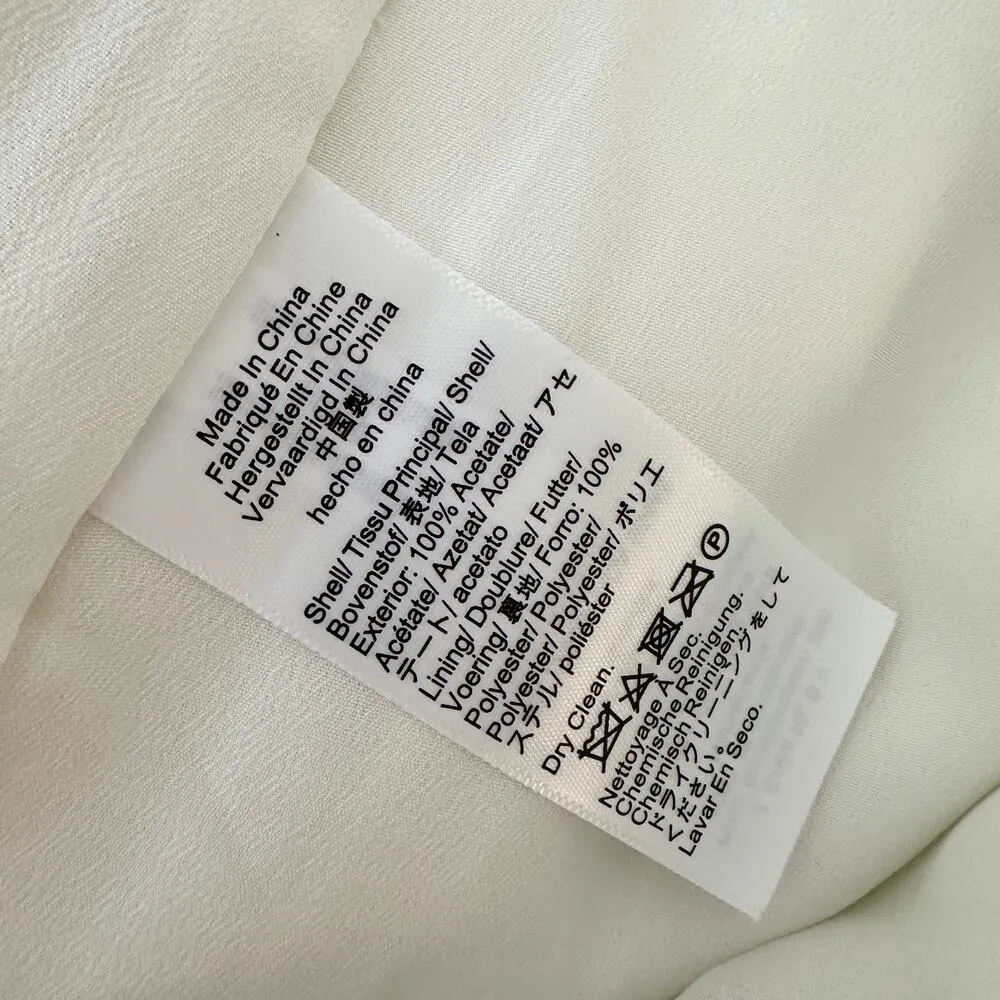 Made In China
Fabriqué En Chine
Hergestellt In China
Vervaardigd In China
中国製
hecho en china
Shell/ Tissu Principal/ Shell/
Bovenstof/ 表地/ Tela
Exterior: 100% Acetate/
Acétate/ Azetat/ Acetaat/ アセ
テート/ acetato
Lining/ Doublure/ Futter/
Voering/ 裏地/ Forro: 100%
Polyester/ Polyester/
Polyester/ Polyester/ ポリエ
ステル/ poliéster
Dry Clean.
P
Nettoyage À Sec.
Chemische Reinigung.
Chemisch Reinigen.
ドライクリーニングをして
ください。
Lavar En Seco.